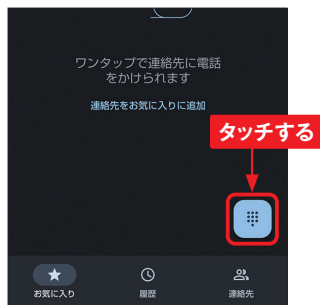 ワンタップで連絡先に電話
をかけられます
連絡先をお気に入りに追加
タッチする
お気に入り
履歴
連絡先